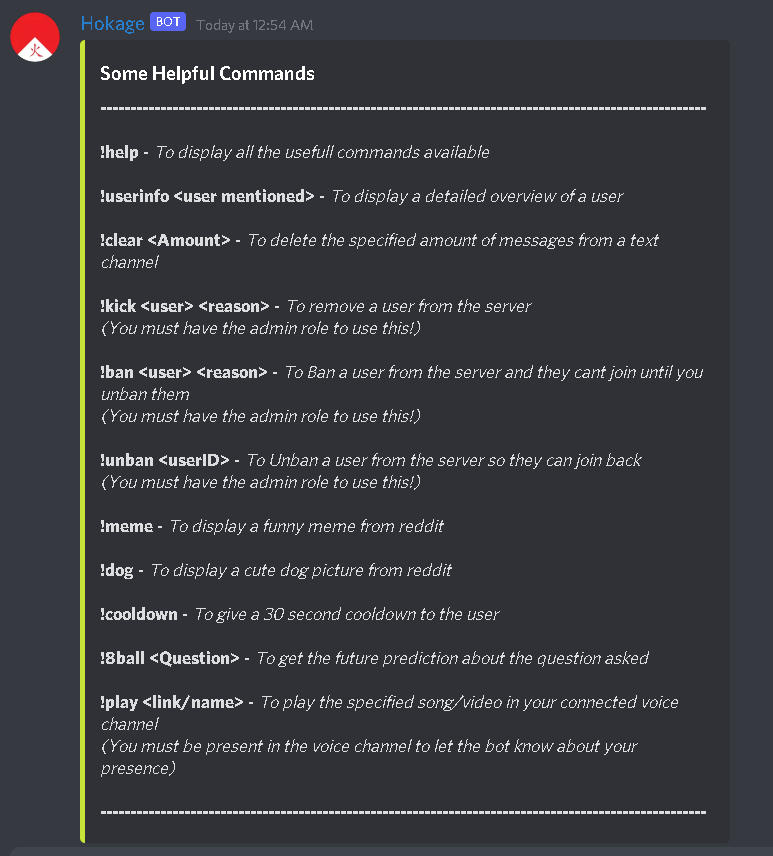 火
Hokage BOT Today at 12:54 AM
Some Helpful Commands
----------------------------------------------------------------------------------------------------
!help - To display all the usefull commands available
!userinfo <user mentioned> - To display a detailed overview of a user
!clear <Amount> - To delete the specified amount of messages from a text
channel
!kick <user> <reason> - To remove a user from the server
(You must have the admin role to use this!)
!ban <user> <reason> - To Ban a user from the server and they cant join until you
unban them
(You must have the admin role to use this!)
!unban <userID> - To Unban a user from the server so they can join back
(You must have the admin role to use this!)
!meme - To display a funny meme from reddit
!dog - To display a cute dog picture from reddit
!cooldown - To give a 30 second cooldown to the user
!8ball <Question> - To get the future prediction about the question asked
!play <link/name> - To play the specified song/video in your connected voice
channel
(You must be present in the voice channel to let the bot know about your
presence)
----------------------------------------------------------------------------------------------------